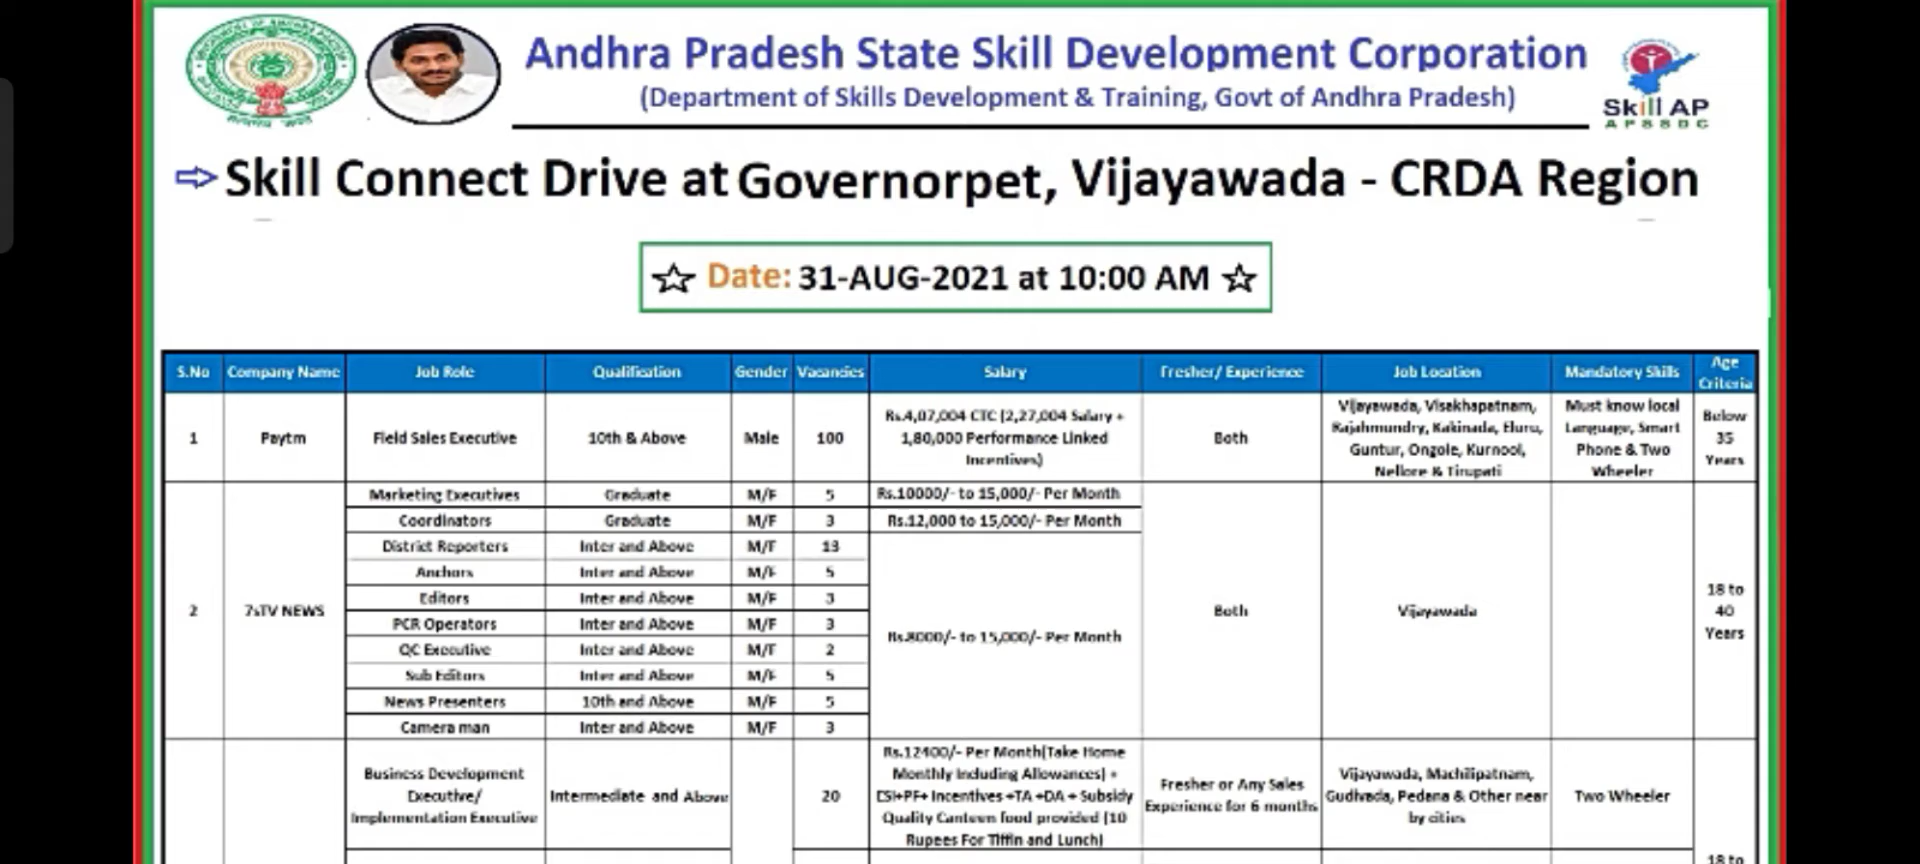 Andhra Pradesh State Skill Development Corporation
(Department of Skills Development & Training, Govt of Andhra Pradesh)
Skill AP
APSSDC
Skill Connect Drive at Governorpet, Vijayawada - CRDA Region
Date: 31-AUG-2021 at 10:00 AM
S.No Company Name Job Role Qualification Gender Vacancies Salary Fresher/ Experience Job Location Mandatory Skills Age Criteria
1 Paytm Field Sales Executive 10th & Above Male 100
Rs.4,07,004 CTC (2,27,004 Salary +
1,80,000 Performance Linked
Incentives)
Both
Vijayawada, Visakhapatnam,
Rajahmundry, Kakinada, Eluru,
Guntur, Ongole, Kurnool,
Nellore & Tirupati
Must know local
Language, Smart
Phone & Two
Wheeler
Below
35
Years
2 7sTV NEWS
Marketing Executives Graduate M/F 5 Rs.10000/- to 15,000/- Per Month
Coordinators Graduate M/F 3 Rs.12,000 to 15,000/- Per Month
District Reporters Inter and Above M/F 13
Anchors Inter and Above M/F 5
Editors Inter and Above M/F 3
PCR Operators Inter and Above M/F 3
QC Executive Inter and Above M/F 2
Sub Editors Inter and Above M/F 5
News Presenters 10th and Above M/F 5
Camera man Inter and Above M/F 3
Rs.8000/- to 15,000/- Per Month
Both
Vijayawada
18 to
40
Years
Business Development
Executive/
Implementation Executive
Intermediate and Above
20
Rs.12400/- Per Month(Take Home
Monthly Including Allowances) +
ESI+PF+ Incentives +TA +DA + Subsidy
Quality Canteen food provided (10
Rupees For Tiffin and Lunch)
Fresher or Any Sales
Experience for 6 months
Vijayawada, Machilipatnam,
Gudivada, Pedana & Other near
by cities
Two Wheeler
18 to